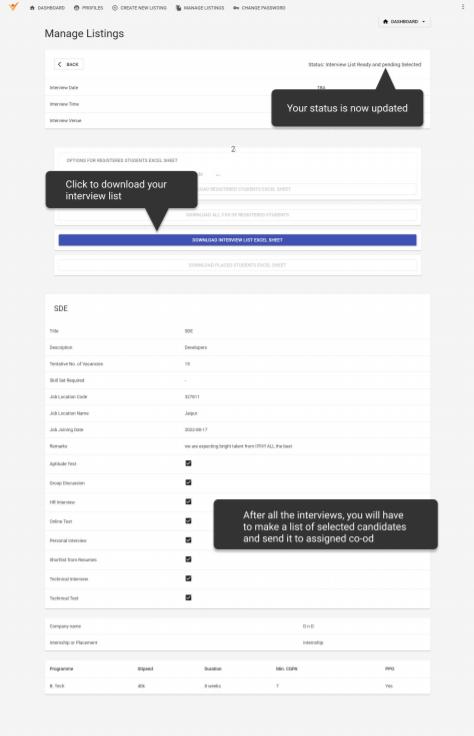 DASHBOARD PROFILES CREATE NEW LISTING MANAGE LISTINGS CHANGE PASSWORD
DASHBOARD
Manage Listings
BACK
Status: Interview List Ready and pending Selected
Interview Date TBA
Your status is now updated
Interview Time
Interview Venue
2
OPTIONS FOR REGISTERED STUDENTS EXCEL SHEET
Click to download your
interview list
REGISTERED STUDENTS EXCEL SHEET
DOWNLOAD ALL CVS OF REGISTERED STUDENTS
DOWNLOAD INTERVIEW LIST EXCEL SHEET
DOWNLOAD PLACED STUDENTS EXCEL SHEET
SDE
Title SDE
Description Developers
Tentative No. of Vacancies 19
Skill Set Required -
Job Location Code 327011
Job Location Name Jaipur
Job Joining Date 2022-08-17
Remarks we are expecting bright talent from ALL the best
Aptitude Test
Group Discussion
HR Interview
After all the interviews, you will have
to make a list of selected candidates
and send it to assigned co-od
Online Test
Personal Interview
Shortlist from Resumes
Technical Interview
Technical Test
Company name D n D
Internship or Placement internship
Programme Stipend Duration Min. CGPA PPO
B. Tech 40k 8 weeks 7 Yes